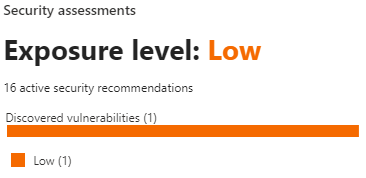 Security assessments
Exposure level: Low
16 active security recommendations
Discovered vulnerabilities (1)
Low (1)